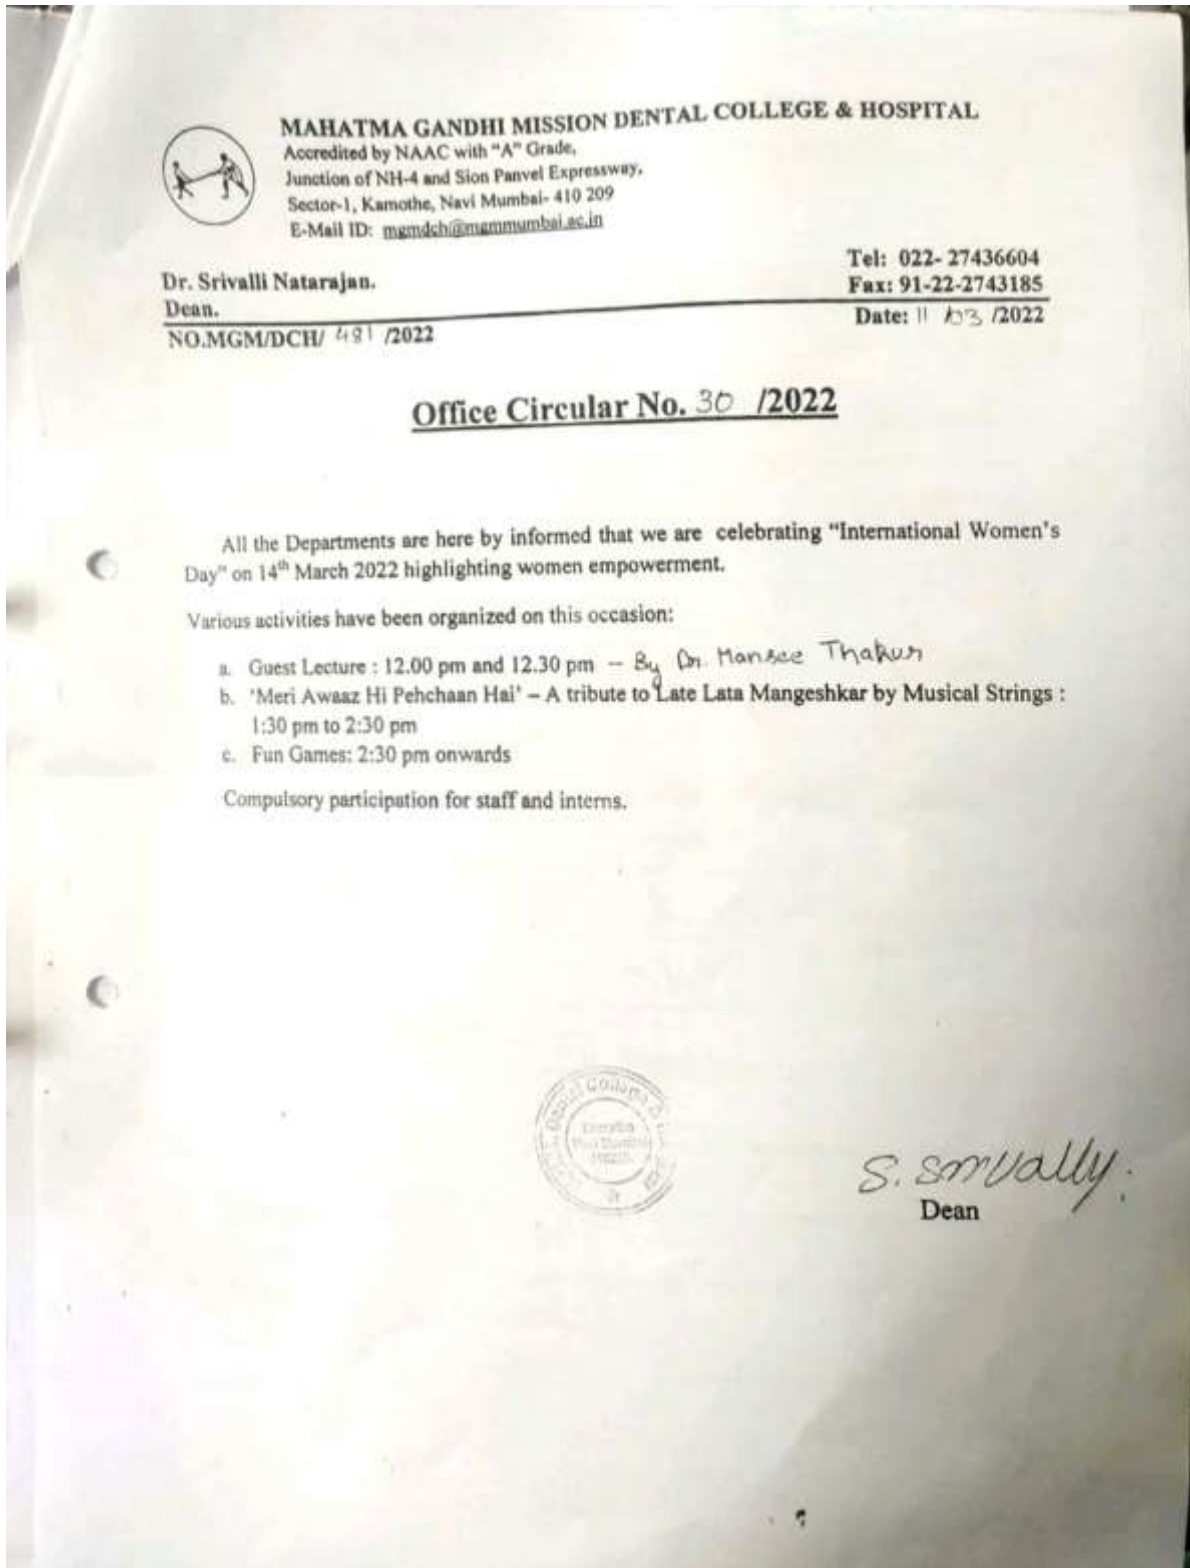 MAHATMA GANDHI MISSION DENTAL COLLEGE & HOSPITAL
Accredited by NAAC with "A" Grade,
Junction of NH-4 and Sion Panvel Expressway,
Sector-1, Kamothe, Navi Mumbai- 410 209
E-Mail ID: mgmdch@mgmmumbai.ac.in
Dr. Srivalli Natarajan.
Dean.
Tel: 022- 27436604
Fax: 91-22-2743185
NO.MGM/DCH/ 481 /2022
Date: 11 /03 /2022
Office Circular No. 30 /2022
All the Departments are here by informed that we are celebrating "International Women's
Day" on 14th March 2022 highlighting women empowerment.
Various activities have been organized on this occasion:
a. Guest Lecture : 12.00 pm and 12.30 pm – By Dr. Mansee Thakur
b. 'Meri Awaaz Hi Pehchaan Hai' – A tribute to Late Lata Mangeshkar by Musical Strings :
1:30 pm to 2:30 pm
c. Fun Games: 2:30 pm onwards
Compulsory participation for staff and interns.
Dental College &
S. Srivally.
Dean